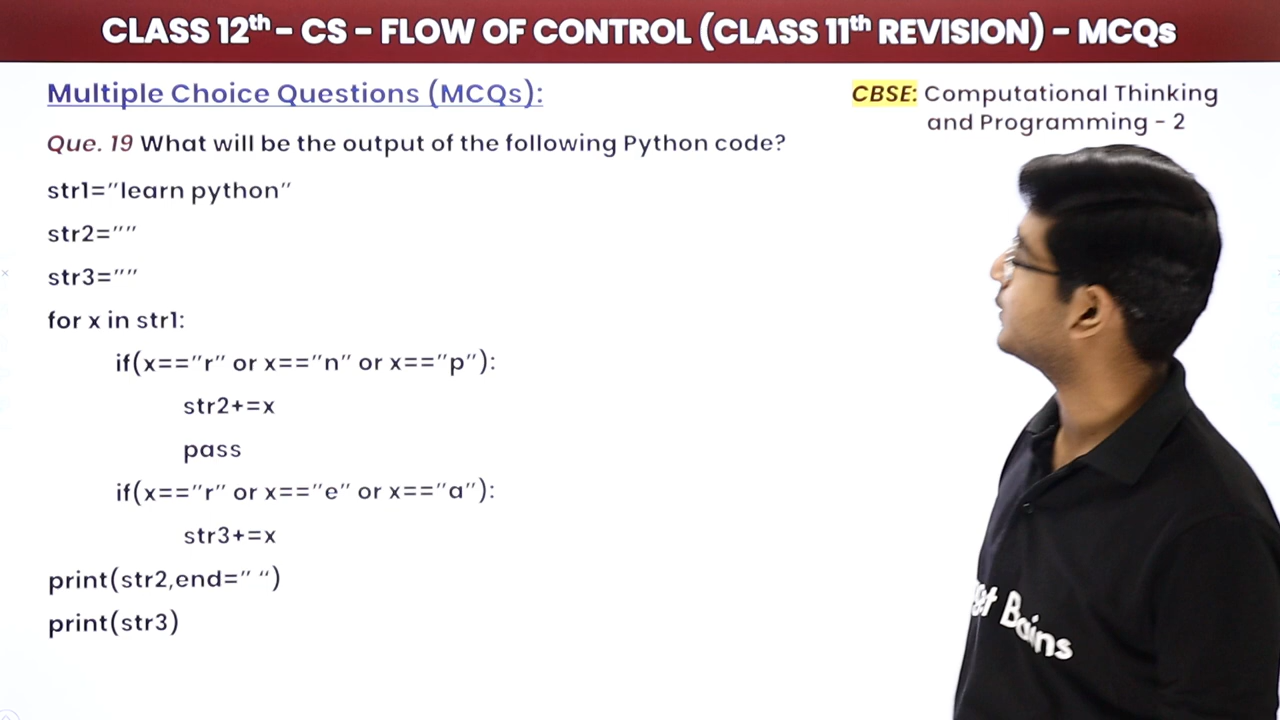 CLASS 12th – CS – FLOW OF CONTROL (CLASS 11th REVISION) – MCQs
Multiple Choice Questions (MCQs):
CBSE: Computational Thinking
and Programming - 2
Que. 19 What will be the output of the following Python code?
str1=”learn python”
str2=””
str3=””
for x in str1:
if(x==”r” or x==”n” or x==”p”):
str2+=x
pass
if(x==”r” or x==”e” or x==”a”):
str3+=x
print(str2,end=” “)
print(str3)
Bains